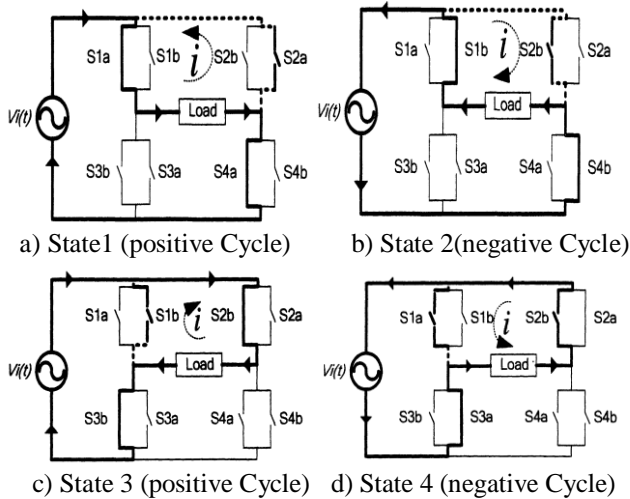 S1a S1b i S2b S2a
Vi(t) Load
S3b S3a S4a S4b
a) State1 (positive Cycle)
S1a S1b i S2b S2a
Vi(t) Load
S3b S3a S4a S4b
b) State 2(negative Cycle)
S1a S1b i S2b S2a
Vi(t) Load
S3b S3a S4a S4b
c) State 3 (positive Cycle)
S1a S1b i S2b S2a
Vi(t) Load
S3b S3a S4a S4b
d) State 4 (negative Cycle)